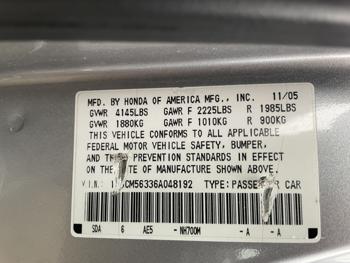 MFD. BY HONDA OF AMERICA MFG., INC. 11/05
GVWR 4145LBS GAWR F 2225LBS R 1985LBS
GVWR 1880KG GAWR F 1010KG R 900KG
THIS VEHICLE CONFORMS TO ALL APPLICABLE
FEDERAL MOTOR VEHICLE SAFETY, BUMPER,
AND PREVENTION STANDARDS IN EFFECT
ON THE DATE OF MANUFACTURE SHOWN ABOVE.
V.I.N. TYPE: PASSENGER CAR
SDA 6 AE5 - NH700M - A - A